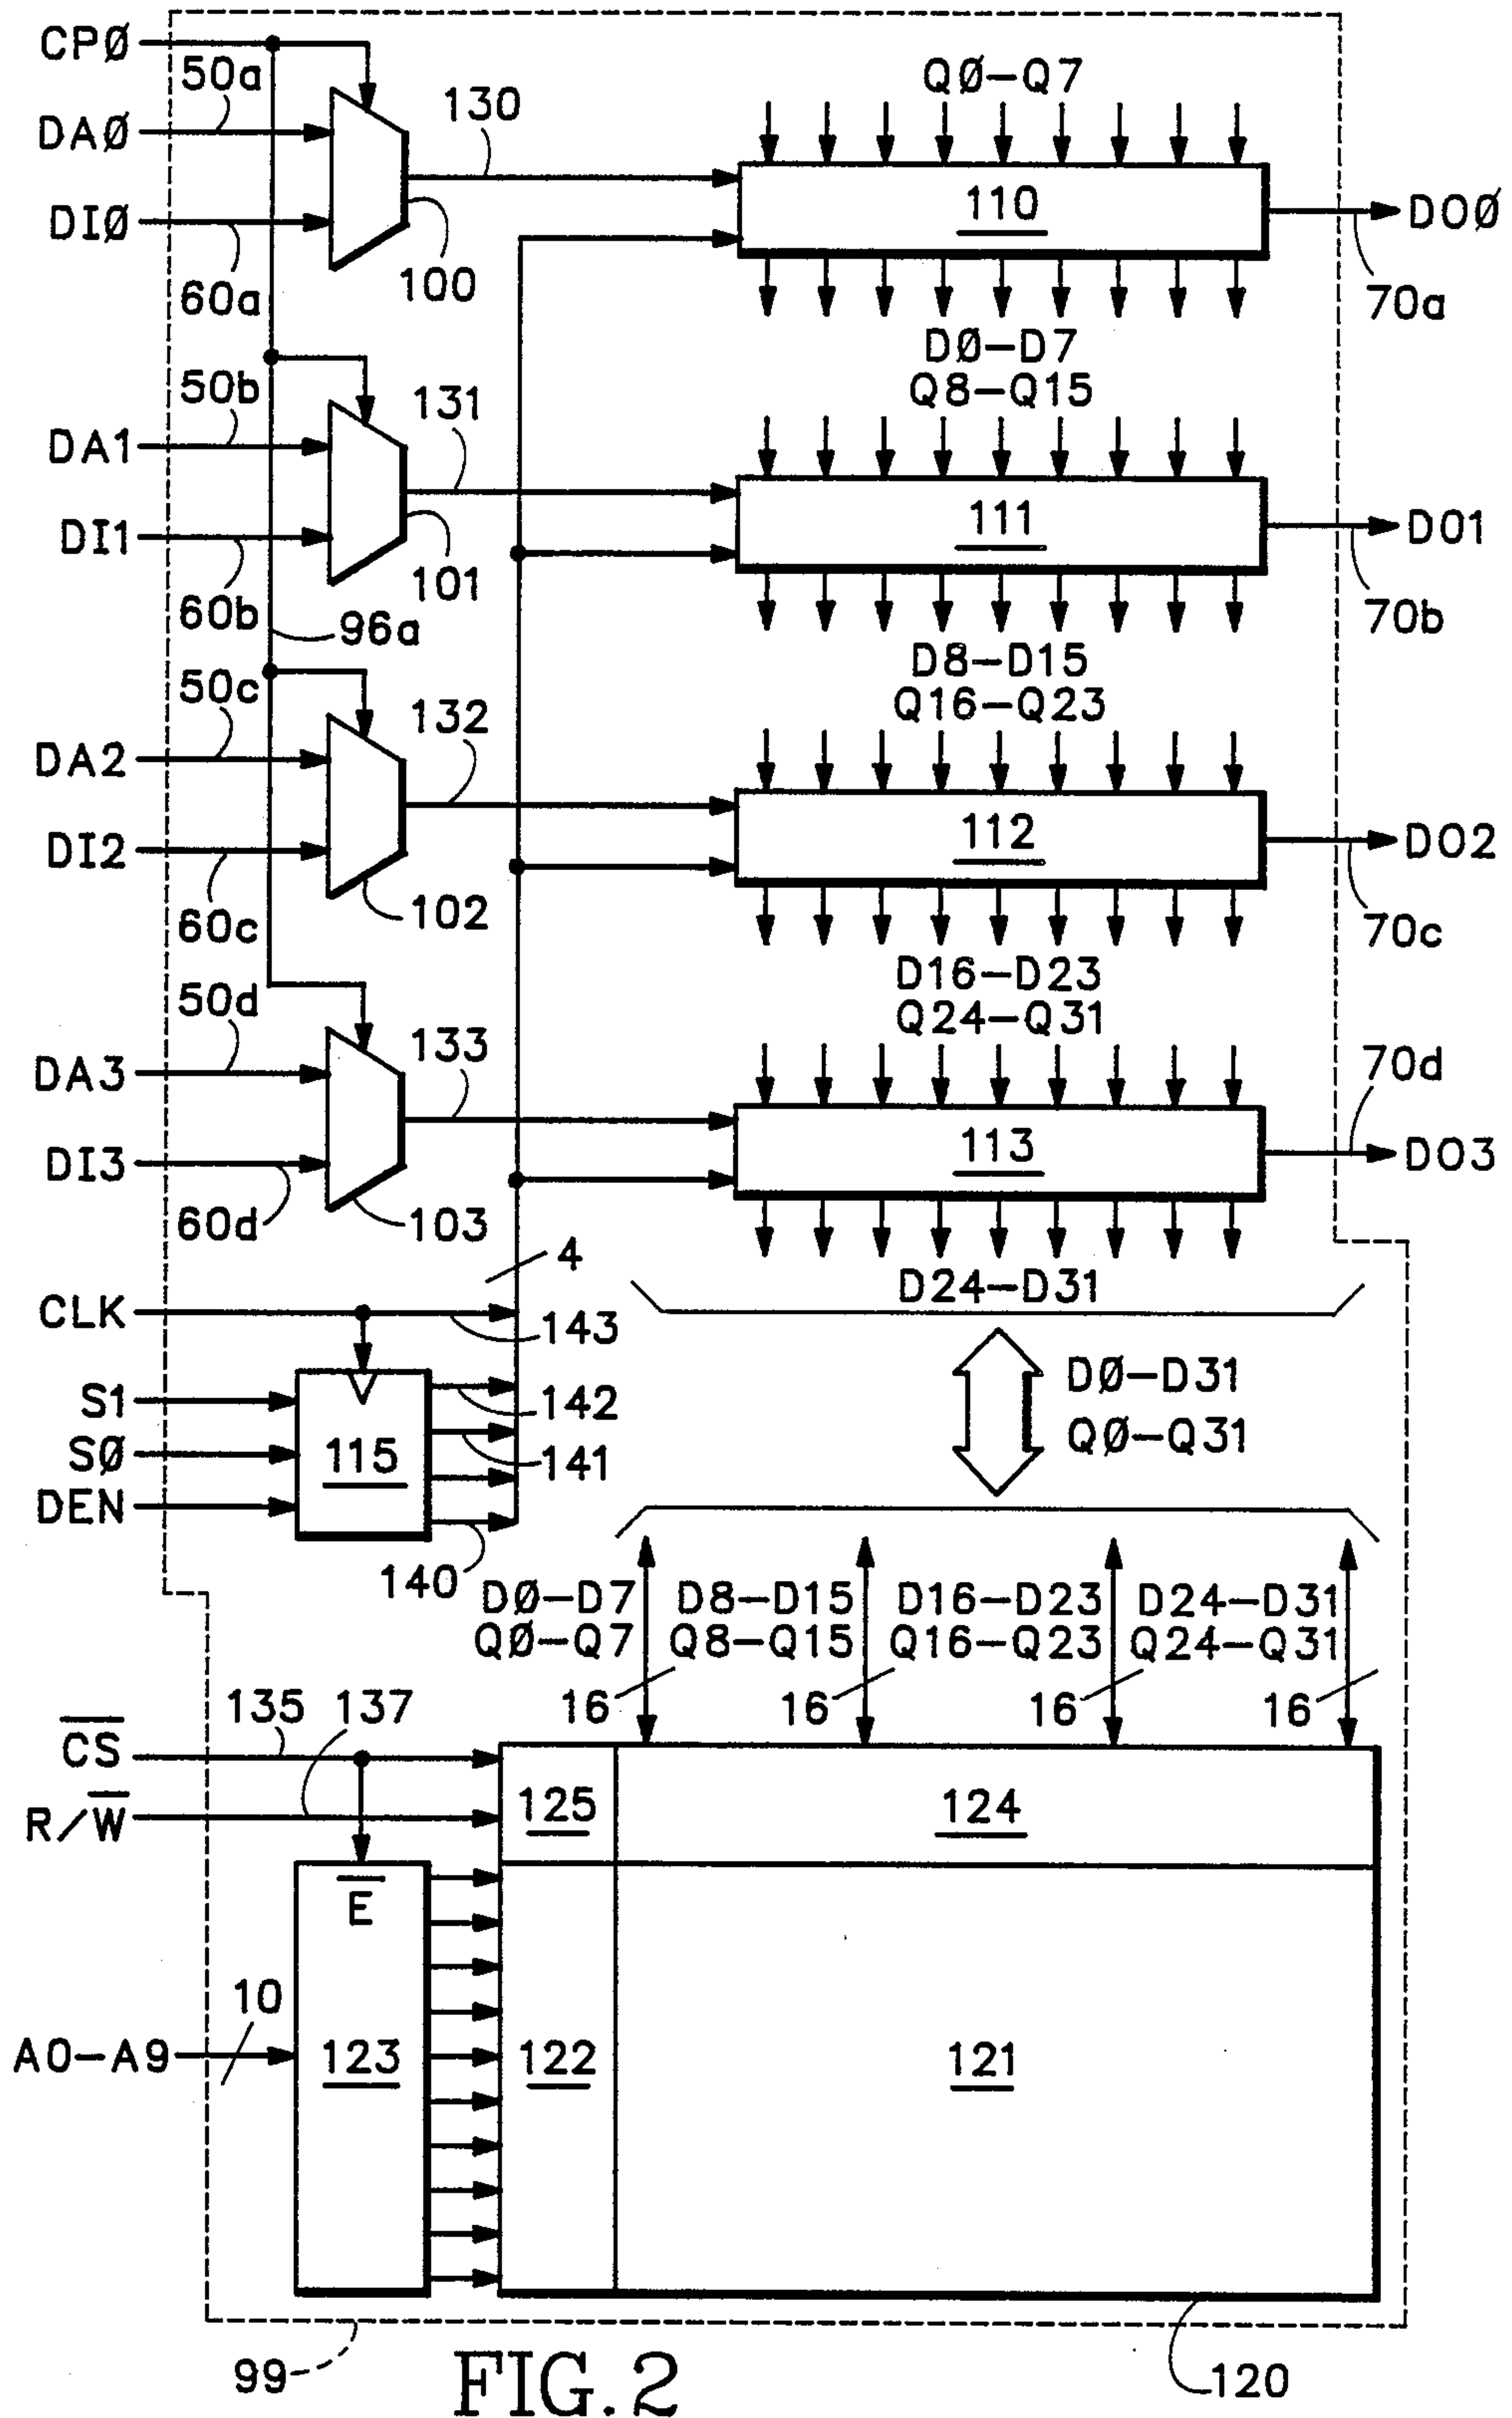 CPØ
50a
DAØ
130
QØ-Q7
110
DIØ
DOØ
60a
100
70a
DØ-D7
Q8-Q15
50b
131
DA1
111
DI1
DO1
60b
101
70b
96a
D8-D15
Q16-Q23
50c
132
DA2
112
DI2
DO2
60c
102
70c
D16-D23
Q24-Q31
50d
133
70d
DA3
113
DI3
DO3
60d
103
4
D24-D31
CLK
143
DØ-D31
QØ-Q31
S1
142
SØ
115
141
DEN
140
DØ-D7
QØ-Q7
D8-D15
Q8-Q15
D16-D23
Q16-Q23
D24-D31
Q24-Q31
16
16
16
16
135
137
C̅S̅
R/W̅
125
124
E̅
10
A0-A9
123
122
121
99
120
FIG. 2